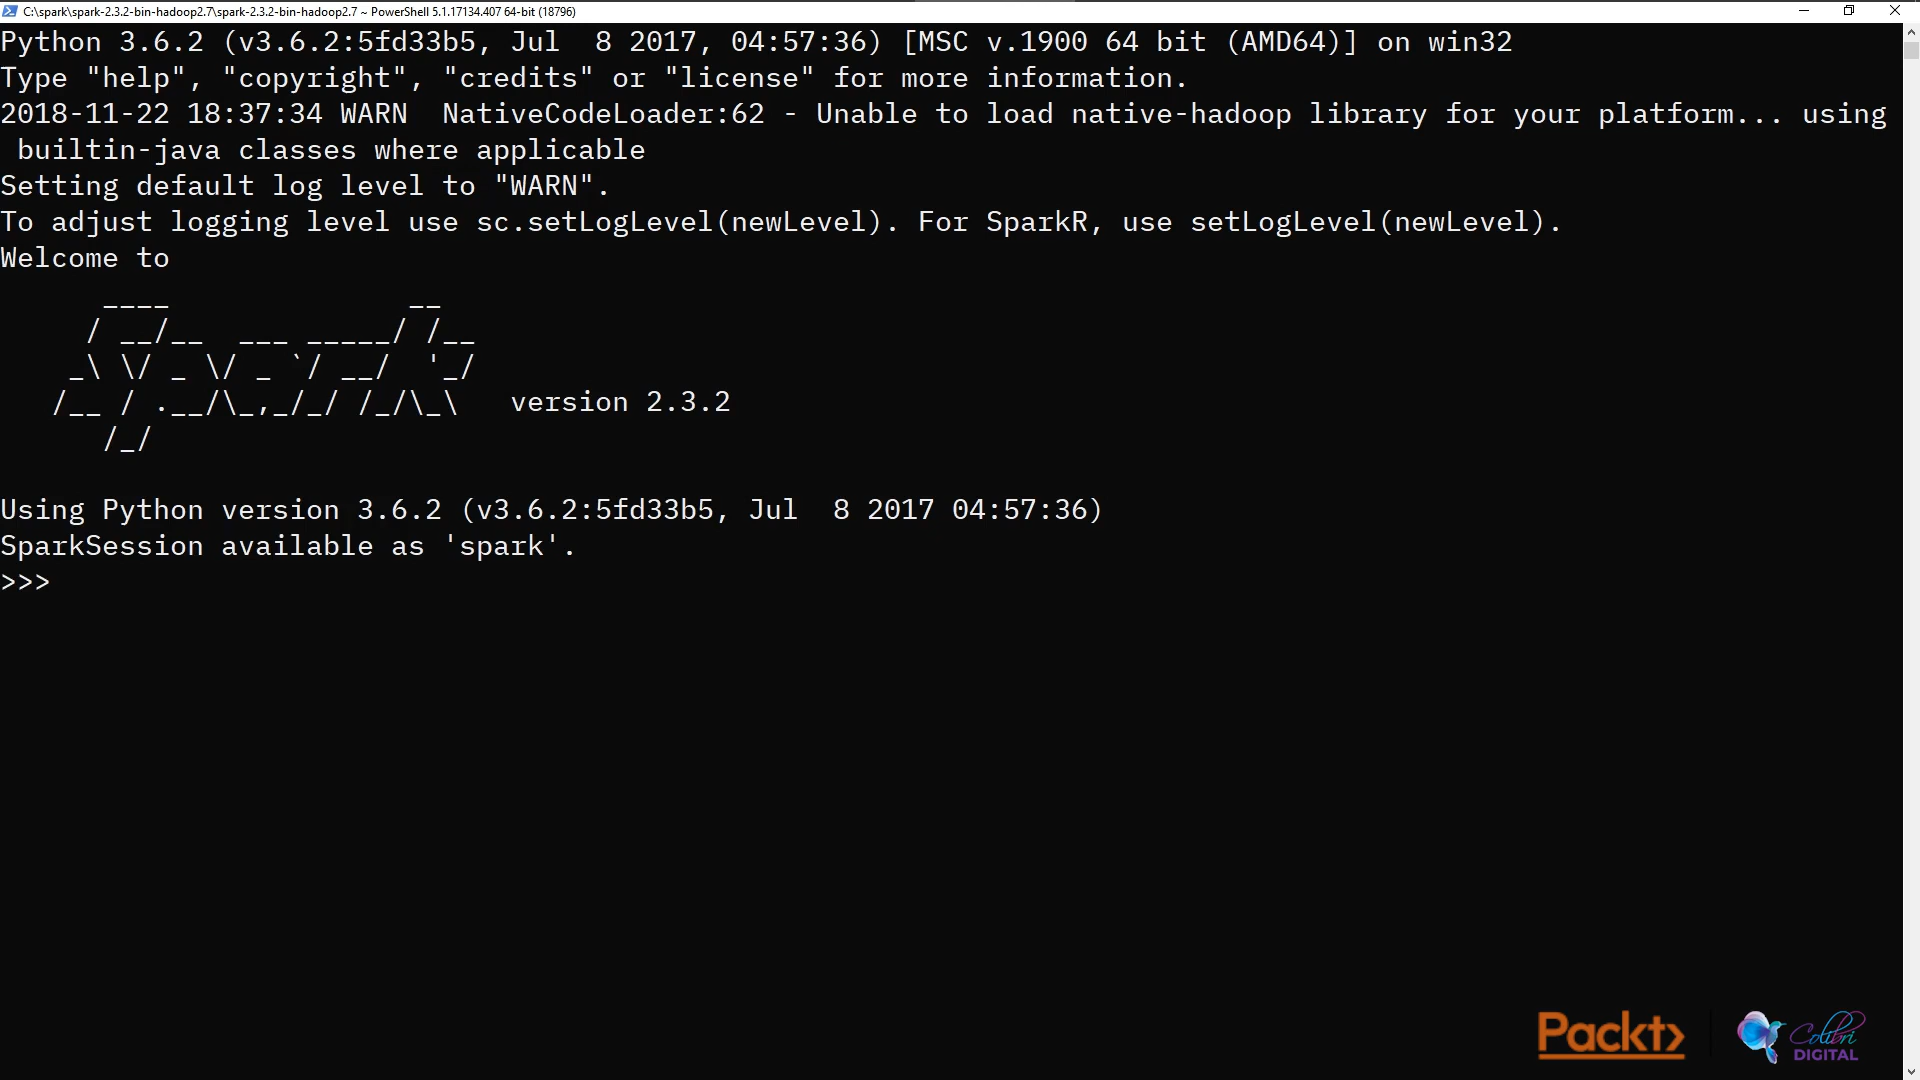 C:\spark\spark-2.3.2-bin-hadoop2.7\spark-2.3.2-bin-hadoop2.7 ~ PowerShell 5.1.17134.407 64-bit (18796)
Python 3.6.2 (v3.6.2:5fd33b5, Jul  8 2017, 04:57:36) [MSC v.1900 64 bit (AMD64)] on win32
Type "help", "copyright", "credits" or "license" for more information.
2018-11-22 18:37:34 WARN  NativeCodeLoader:62 - Unable to load native-hadoop library for your platform... using
 builtin-java classes where applicable
Setting default log level to "WARN".
To adjust logging level use sc.setLogLevel(newLevel). For SparkR, use setLogLevel(newLevel).
Welcome to
      ____              __
     / __/__  ___ _____/ /__
    _\ \/ _ \/ _ `/ __/  '_/
   /__ / .__/\_,_/_/ /_/\_\   version 2.3.2
      /_/
Using Python version 3.6.2 (v3.6.2:5fd33b5, Jul  8 2017 04:57:36)
SparkSession available as 'spark'.
>>>
Packt>
Colibri
DIGITAL